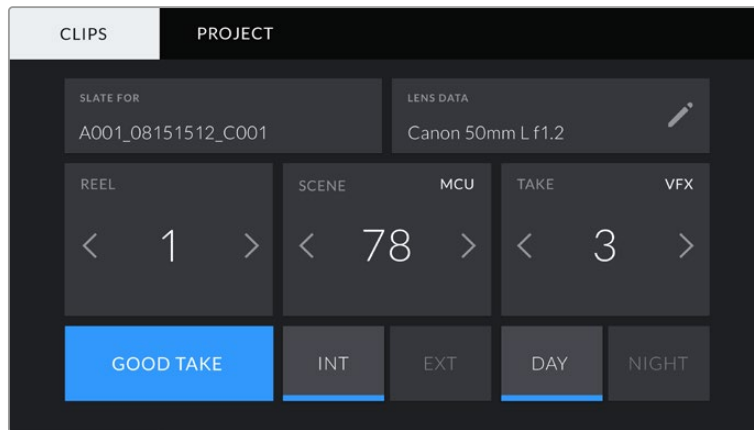 CLIPS PROJECT
SLATE FOR LENS DATA
A001_08151512_C001 Canon 50mm L f1.2
REEL SCENE MCU TAKE VFX
< 1 > < 78 > < 3 >
GOOD TAKE INT EXT DAY NIGHT